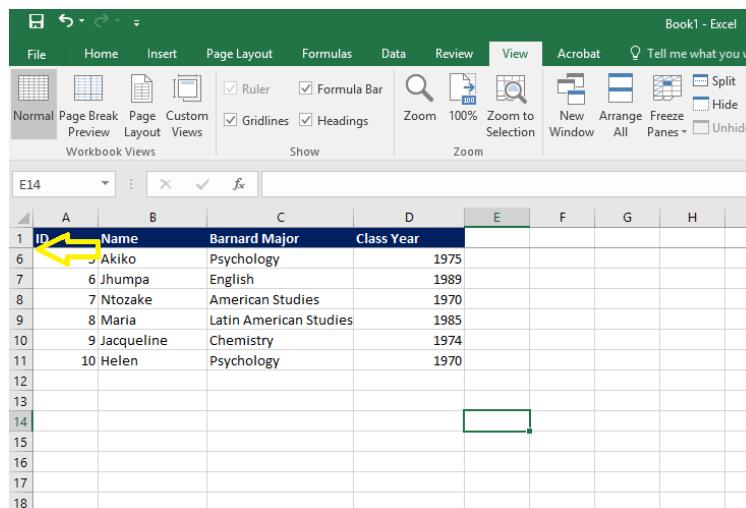 Book1 - Excel
File Home Insert Page Layout Formulas Data Review View Acrobat Tell me what you
Ruler Formula Bar Split
Gridlines Headings Hide
Normal Page Break Preview Page Layout Custom Views Zoom 100% Zoom to Selection New Window Arrange All Freeze Panes Unhid
Workbook Views Show Zoom
E14 fx
A B C D E F G H
1 ID Name Barnard Major Class Year
6 5 Akiko Psychology 1975
7 6 Jhumpa English 1989
8 7 Ntozake American Studies 1970
9 8 Maria Latin American Studies 1985
10 9 Jacqueline Chemistry 1974
11 10 Helen Psychology 1970
12
13
14
15
16
17
18